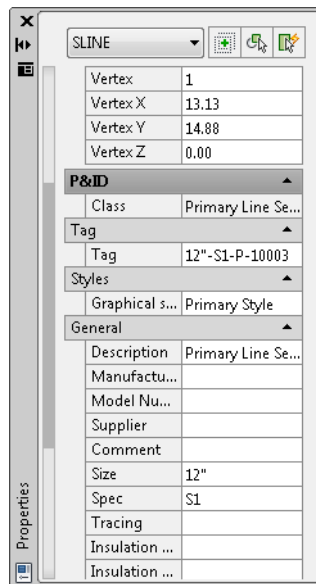 SLINE
Vertex 1
Vertex X 13.13
Vertex Y 14.88
Vertex Z 0.00
P&ID
Class Primary Line Se...
Tag
Tag 12"-S1-P-10003
Styles
Graphical s... Primary Style
General
Description Primary Line Se...
Manufactu...
Model Nu...
Supplier
Comment
Size 12"
Spec S1
Tracing
Insulation ...
Insulation ...
Properties